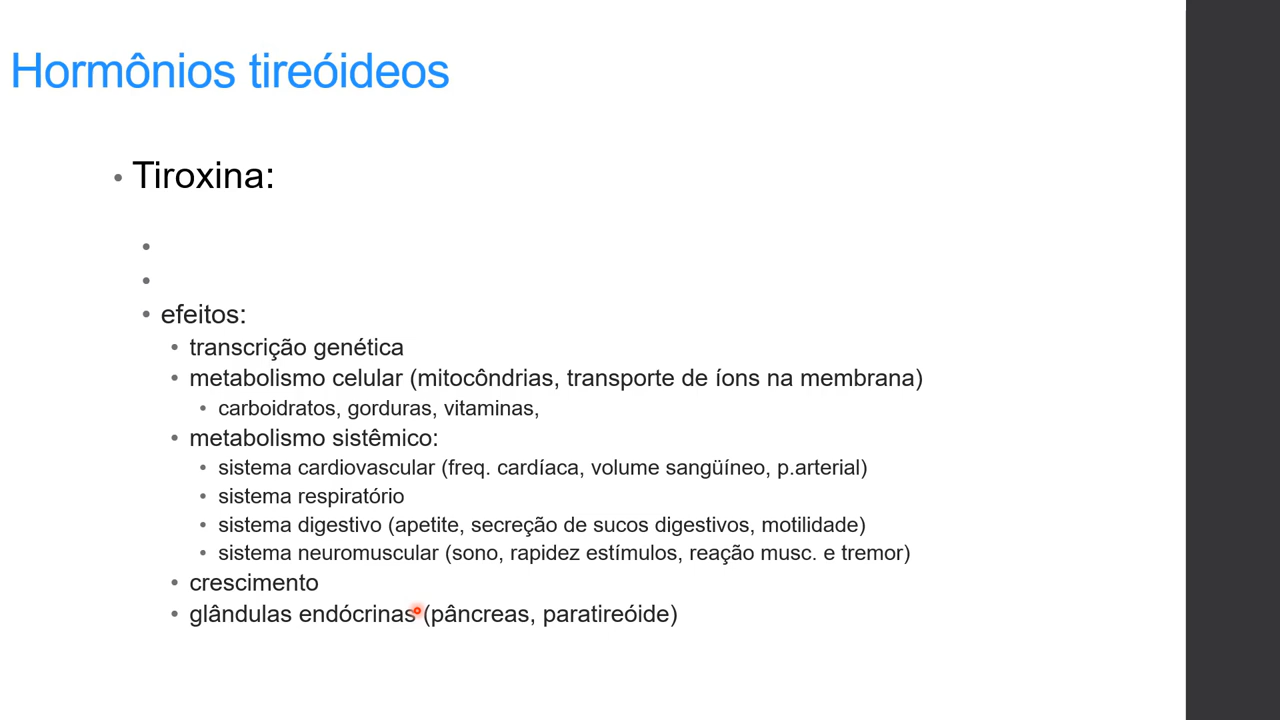 Hormônios tireóideos
• Tiroxina:
•
•
• efeitos:
• transcrição genética
• metabolismo celular (mitocôndrias, transporte de íons na membrana)
• carboidratos, gorduras, vitaminas,
• metabolismo sistêmico:
• sistema cardiovascular (freq. cardíaca, volume sangüíneo, p.arterial)
• sistema respiratório
• sistema digestivo (apetite, secreção de sucos digestivos, motilidade)
• sistema neuromuscular (sono, rapidez estímulos, reação musc. e tremor)
• crescimento
• glândulas endócrinas (pâncreas, paratireóide)